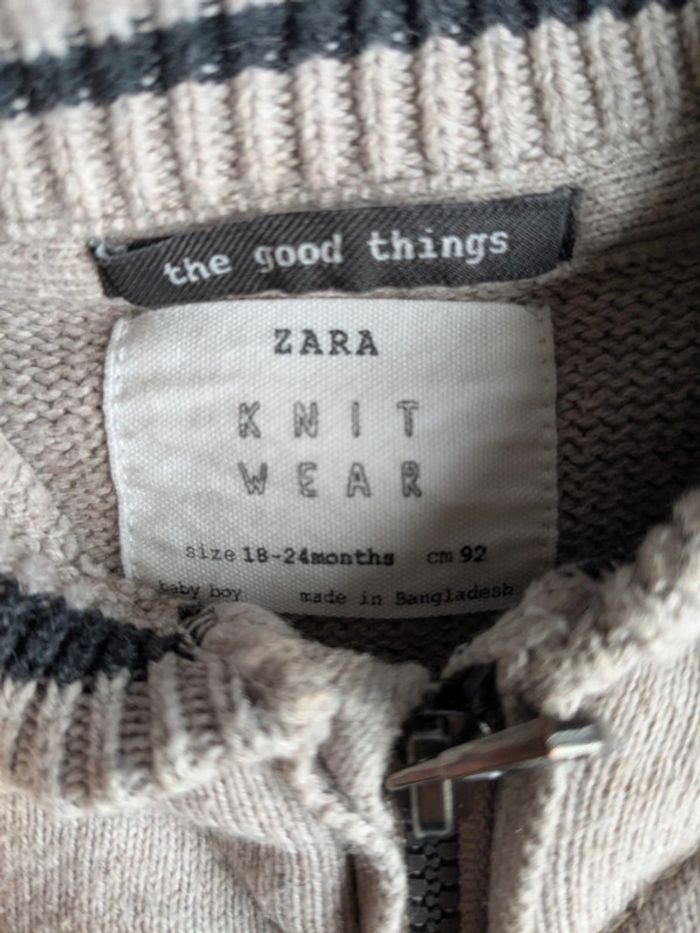 the good things
ZARA
KNIT
WEAR
size 18-24months cm 92
baby boy made in Bangladesh